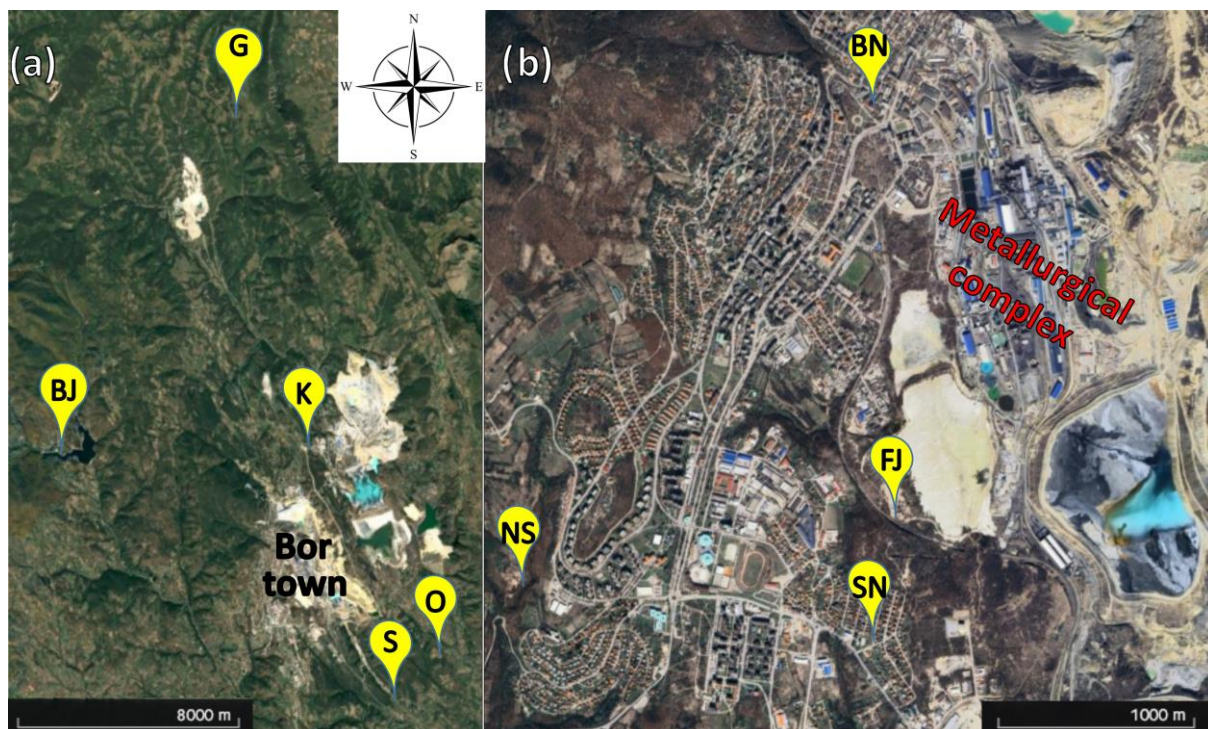 (a)
G
N
W
E
S
BJ
K
Bor
town
O
S
8000 m
(b)
BN
Metallurgical
complex
FJ
NS
SN
1000 m